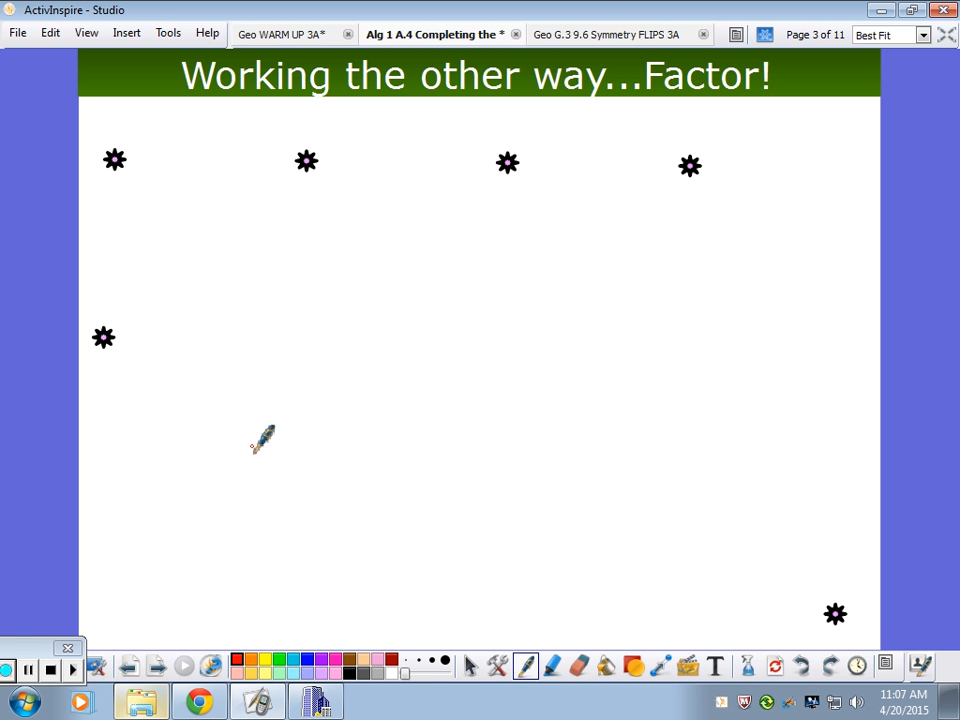 ActivInspire - Studio
File Edit View Insert Tools Help
Geo WARM UP 3A*
Alg 1 A.4 Completing the *
Geo G.3 9.6 Symmetry FLIPS 3A
Page 3 of 11
Best Fit
Working the other way...Factor!
T
11:07 AM
4/20/2015